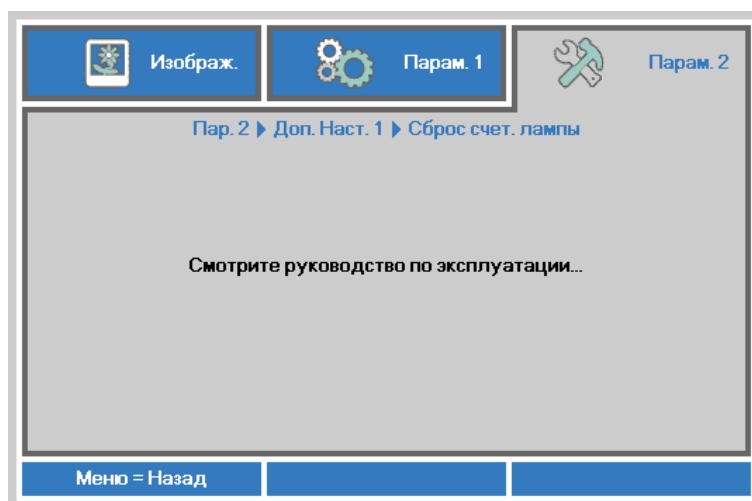 Изображ.
Парам. 1
Парам. 2
Пар. 2 Доп. Наст. 1 Сброс счет. лампы
Смотрите руководство по эксплуатации...
Меню = Назад